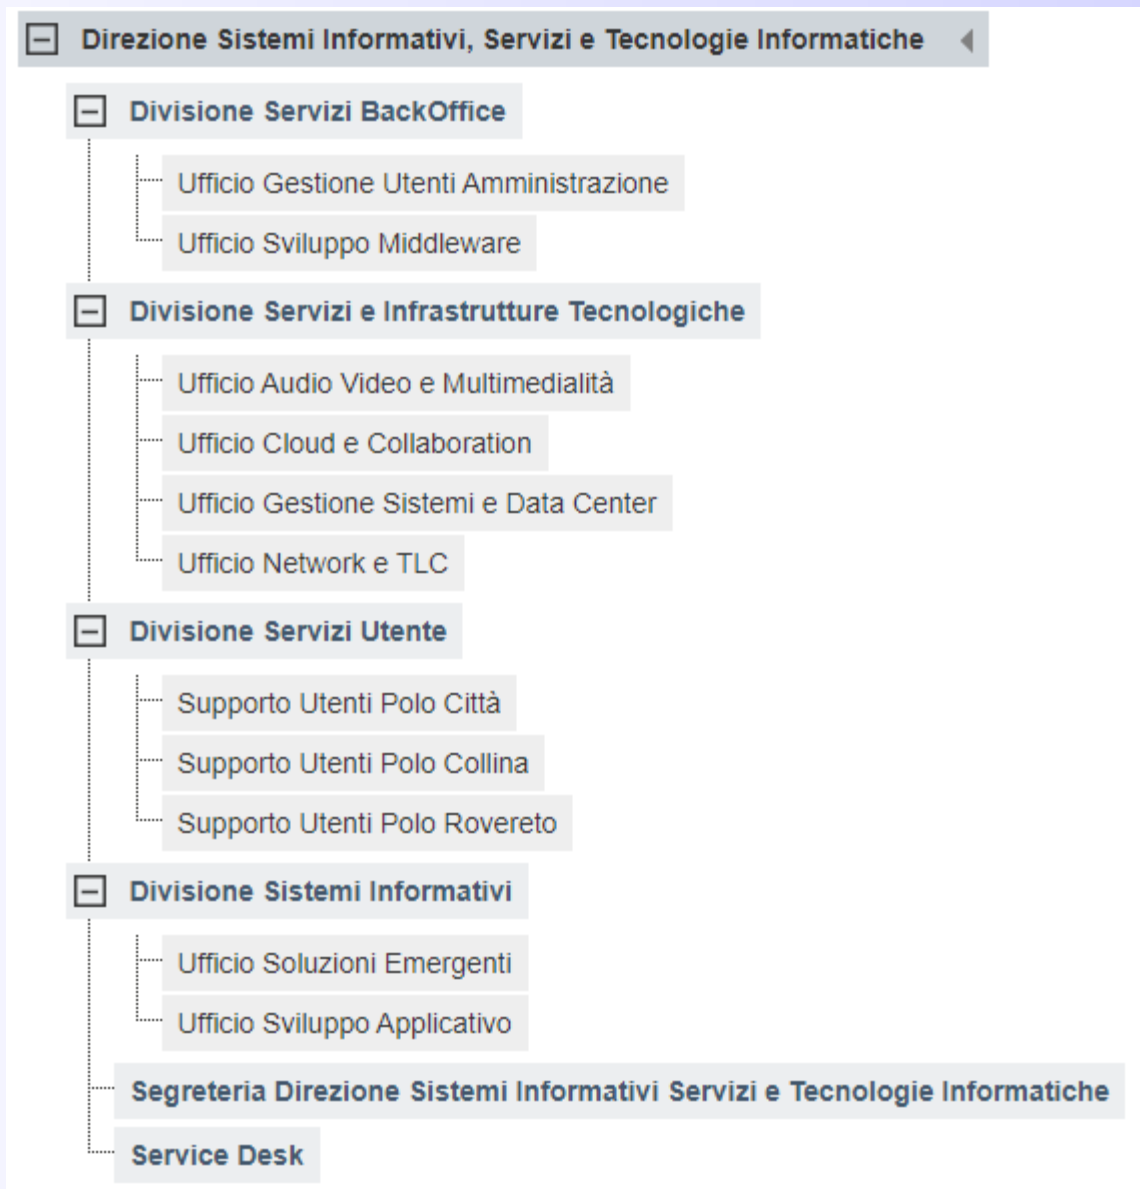 Direzione Sistemi Informativi, Servizi e Tecnologie Informatiche
Divisione Servizi BackOffice
Ufficio Gestione Utenti Amministrazione
Ufficio Sviluppo Middleware
Divisione Servizi e Infrastrutture Tecnologiche
Ufficio Audio Video e Multimedialità
Ufficio Cloud e Collaboration
Ufficio Gestione Sistemi e Data Center
Ufficio Network e TLC
Divisione Servizi Utente
Supporto Utenti Polo Città
Supporto Utenti Polo Collina
Supporto Utenti Polo Rovereto
Divisione Sistemi Informativi
Ufficio Soluzioni Emergenti
Ufficio Sviluppo Applicativo
Segreteria Direzione Sistemi Informativi Servizi e Tecnologie Informatiche
Service Desk